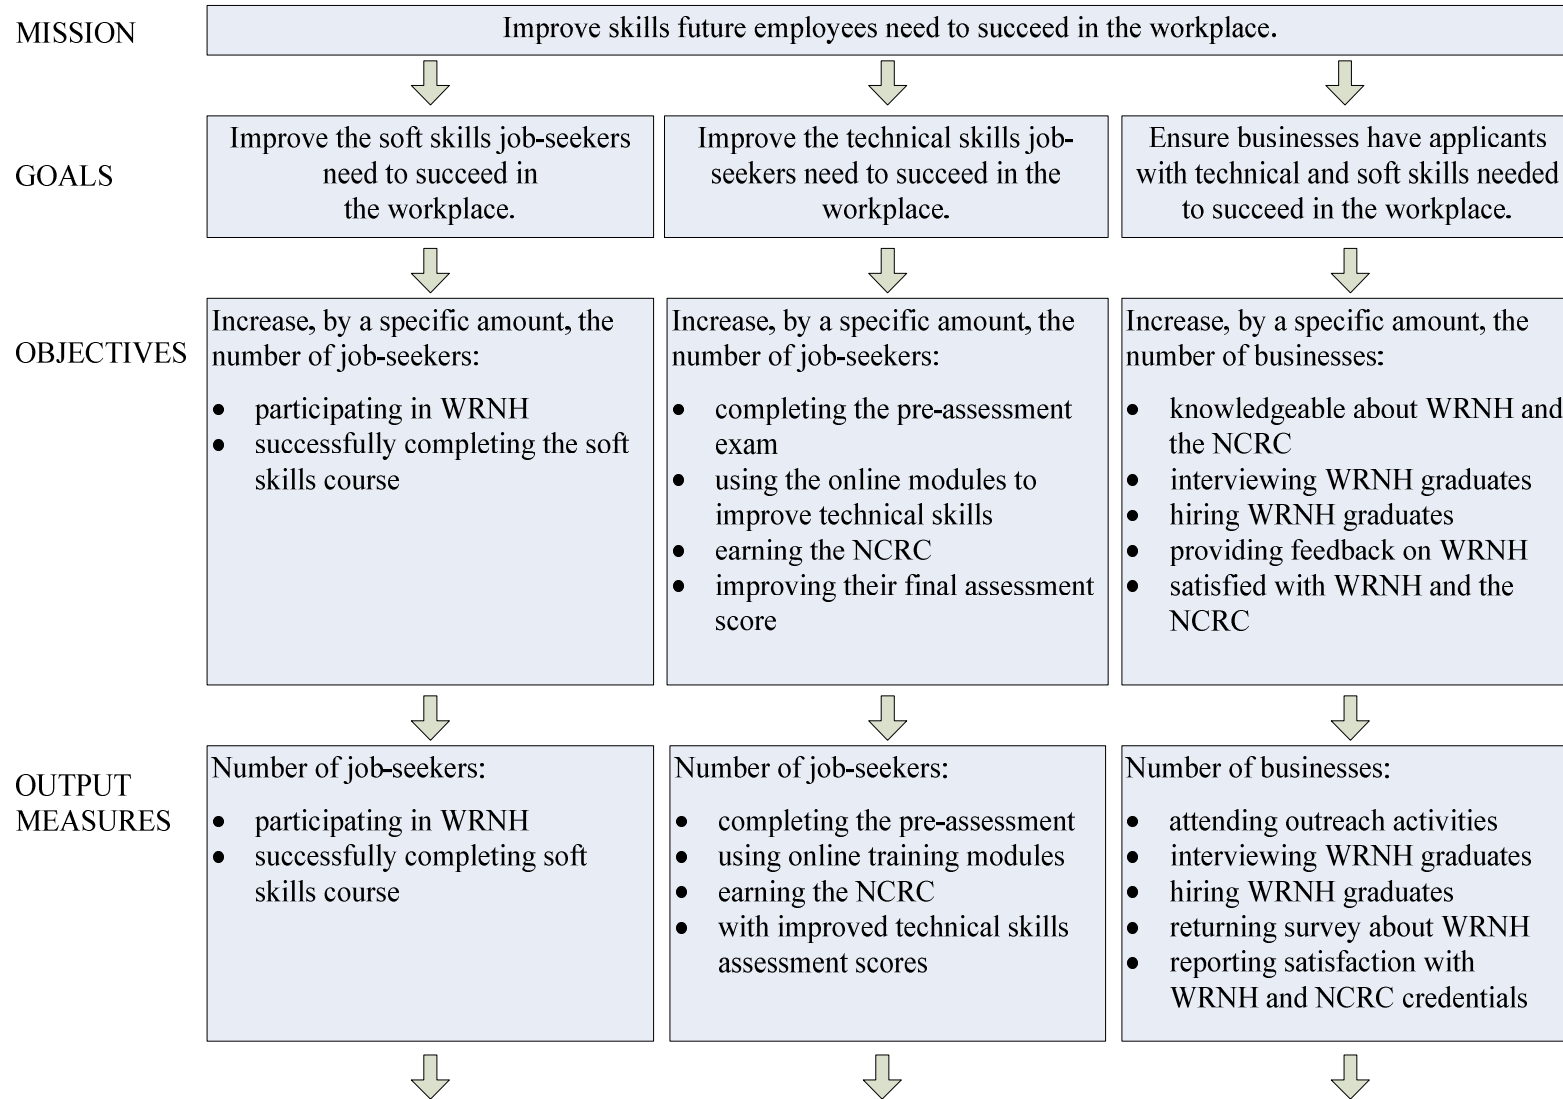 MISSION
Improve skills future employees need to succeed in the workplace.
GOALS
Improve the soft skills job-seekers
need to succeed in
the workplace.
Improve the technical skills job-
seekers need to succeed in the
workplace.
Ensure businesses have applicants
with technical and soft skills needed
to succeed in the workplace.
OBJECTIVES
Increase, by a specific amount, the
number of job-seekers:
• participating in WRNH
• successfully completing the soft
skills course
Increase, by a specific amount, the
number of job-seekers:
• completing the pre-assessment
exam
• using the online modules to
improve technical skills
• earning the NCRC
• improving their final assessment
score
Increase, by a specific amount, the
number of businesses:
• knowledgeable about WRNH and
the NCRC
• interviewing WRNH graduates
• hiring WRNH graduates
• providing feedback on WRNH
• satisfied with WRNH and the
NCRC
OUTPUT
MEASURES
Number of job-seekers:
• participating in WRNH
• successfully completing soft
skills course
Number of job-seekers:
• completing the pre-assessment
• using online training modules
• earning the NCRC
• with improved technical skills
assessment scores
Number of businesses:
• attending outreach activities
• interviewing WRNH graduates
• hiring WRNH graduates
• returning survey about WRNH
• reporting satisfaction with
WRNH and NCRC credentials